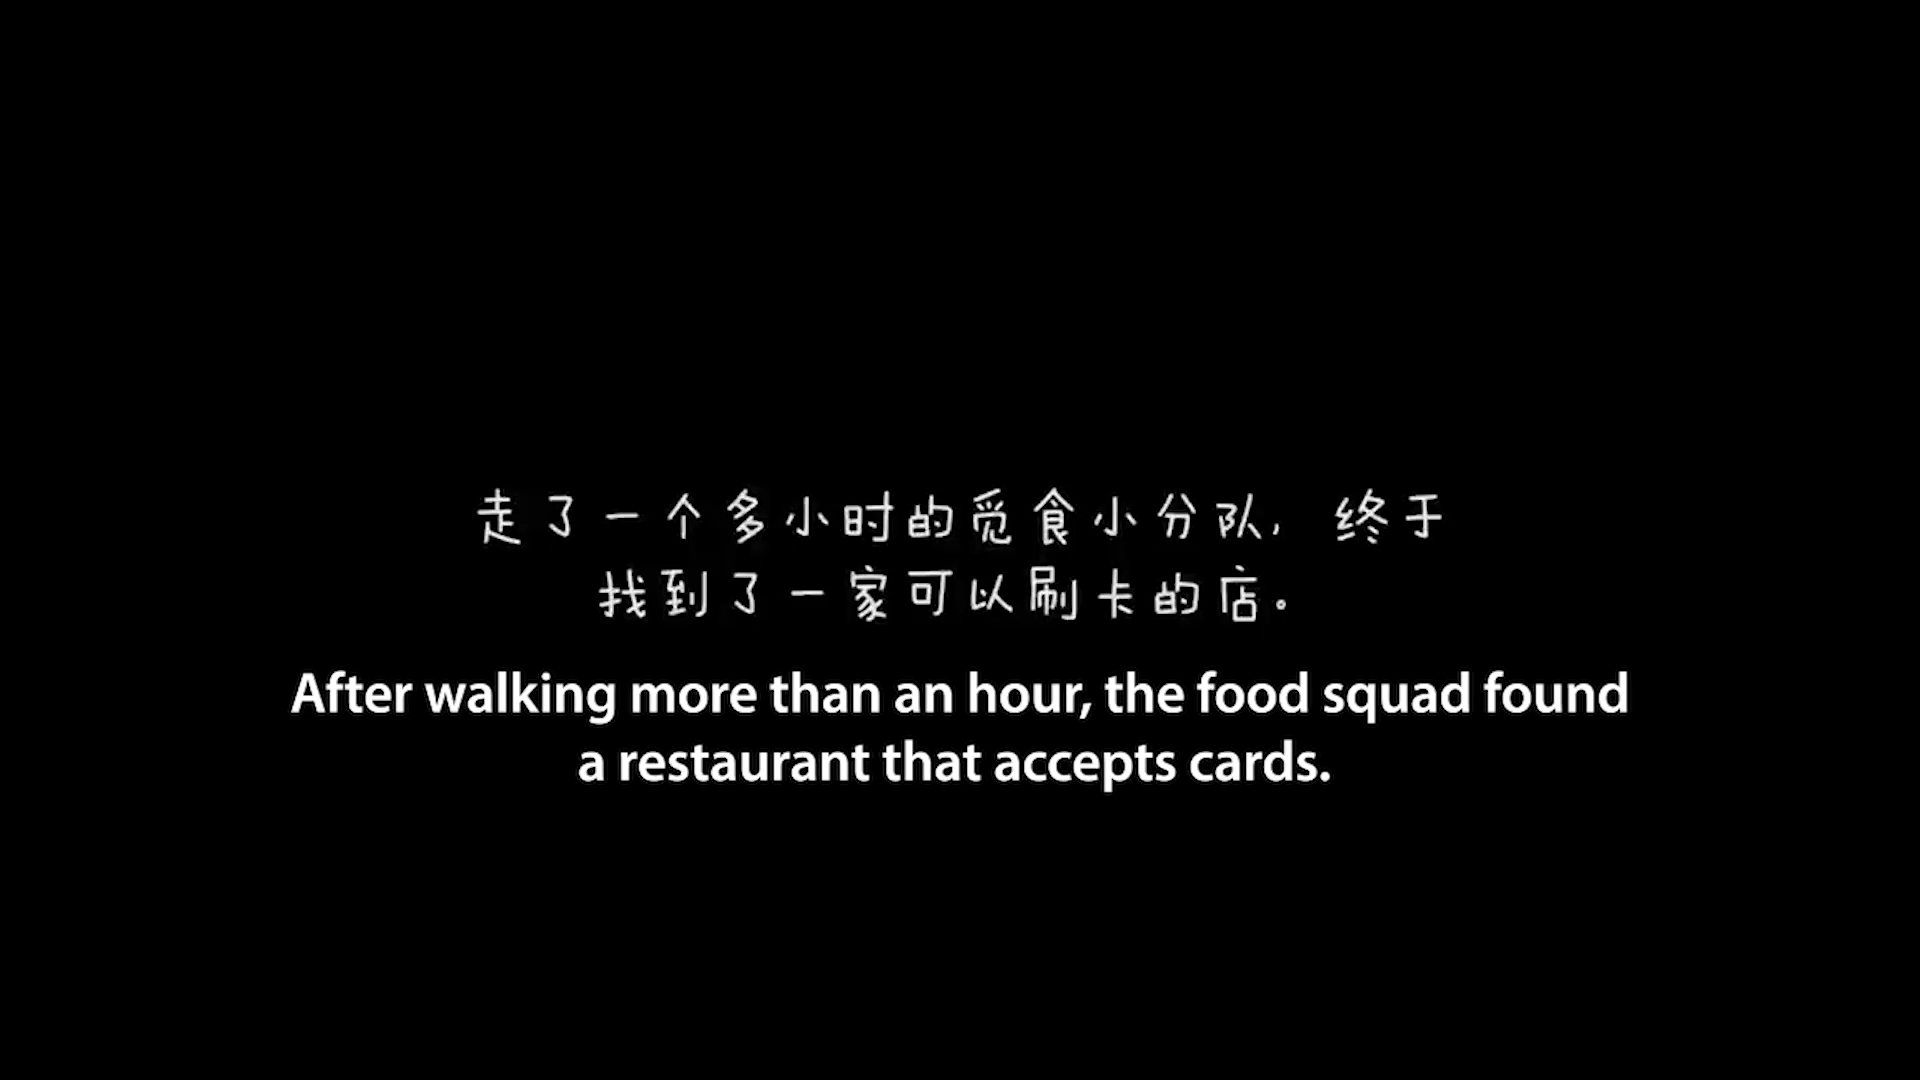 走了一个多小时的觅食小分队，终于
找到了一家可以刷卡的店。
After walking more than an hour, the food squad found
a restaurant that accepts cards.